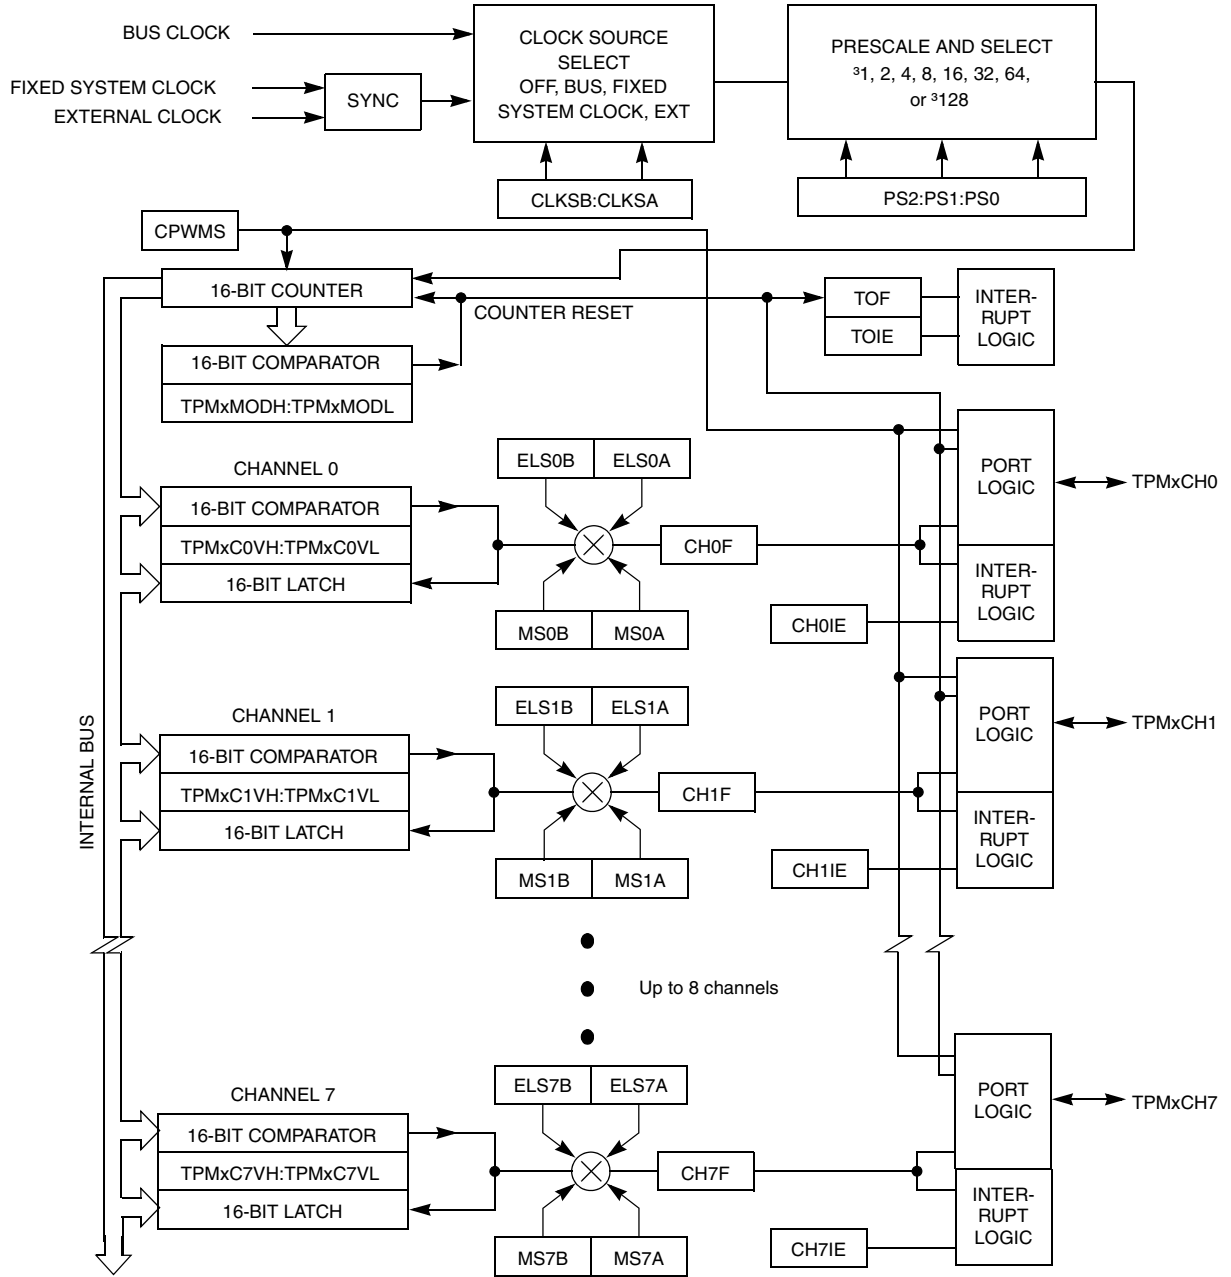 BUS CLOCK
FIXED SYSTEM CLOCK
EXTERNAL CLOCK
SYNC
CLOCK SOURCE
SELECT
OFF, BUS, FIXED
SYSTEM CLOCK, EXT
PRESCALE AND SELECT
³1, 2, 4, 8, 16, 32, 64,
or ³128
CLKSB:CLKSA
PS2:PS1:PS0
CPWMS
16-BIT COUNTER
COUNTER RESET
TOF
TOIE
INTER-
RUPT
LOGIC
16-BIT COMPARATOR
TPMxMODH:TPMxMODL
CHANNEL 0
16-BIT COMPARATOR
TPMxC0VH:TPMxC0VL
16-BIT LATCH
ELS0B
ELS0A
MS0B
MS0A
CH0F
CH0IE
PORT
LOGIC
INTER-
RUPT
LOGIC
TPMxCH0
INTERNAL BUS
CHANNEL 1
16-BIT COMPARATOR
TPMxC1VH:TPMxC1VL
16-BIT LATCH
ELS1B
ELS1A
MS1B
MS1A
CH1F
CH1IE
PORT
LOGIC
INTER-
RUPT
LOGIC
TPMxCH1
Up to 8 channels
CHANNEL 7
16-BIT COMPARATOR
TPMxC7VH:TPMxC7VL
16-BIT LATCH
ELS7B
ELS7A
MS7B
MS7A
CH7F
CH7IE
PORT
LOGIC
INTER-
RUPT
LOGIC
TPMxCH7